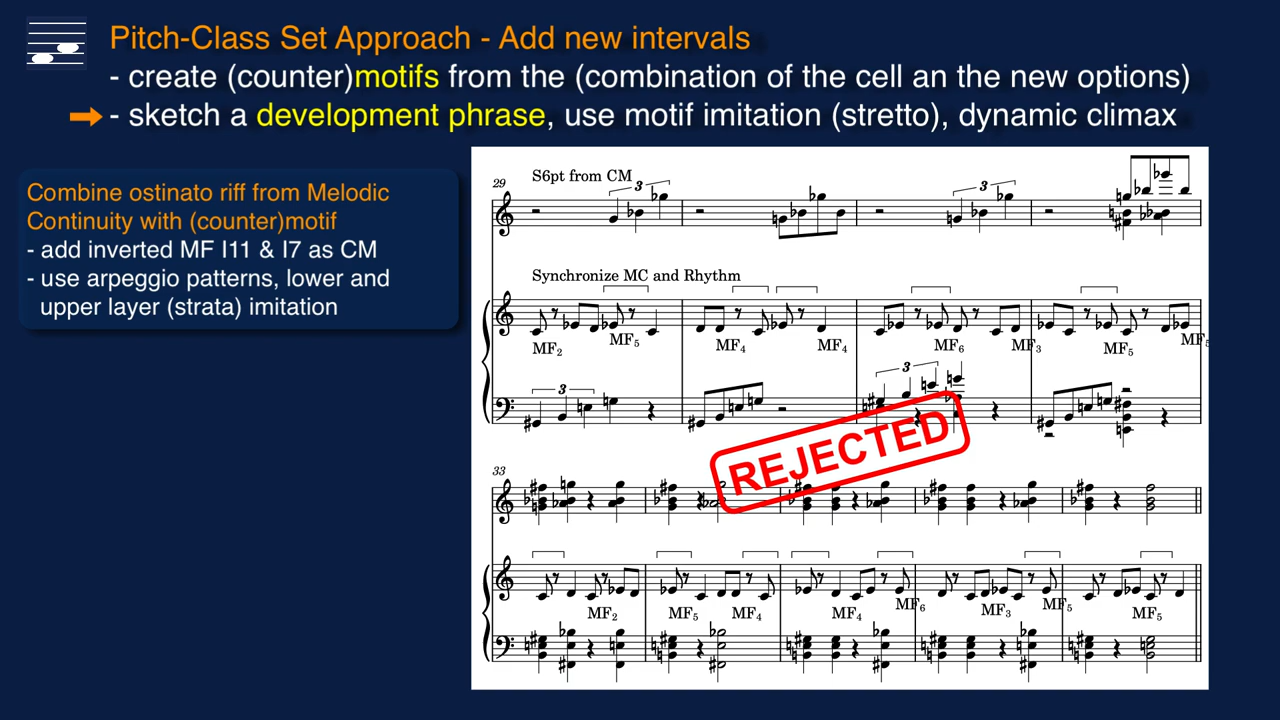 Pitch-Class Set Approach - Add new intervals
- create (counter)motifs from the (combination of the cell an the new options)
- sketch a development phrase, use motif imitation (stretto), dynamic climax
Combine ostinato riff from Melodic
Continuity with (counter)motif
- add inverted MF I11 & I7 as CM
- use arpeggio patterns, lower and
upper layer (strata) imitation
29
S6pt from CM
3
3
Synchronize MC and Rhythm
MF2
MF5
MF4
MF4
MF6
MF3
MF5
MF5
3
3
REJECTED
33
MF2
MF5
MF4
MF4
MF6
MF3
MF5
MF5